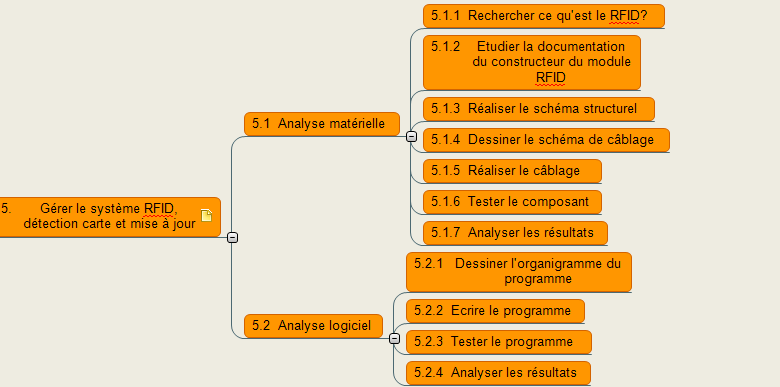 5. Gérer le système RFID,
détection carte et mise à jour
5.1 Analyse matérielle
5.1.1 Rechercher ce qu'est le RFID?
5.1.2 Etudier la documentation
du constructeur du module
RFID
5.1.3 Réaliser le schéma structurel
5.1.4 Dessiner le schéma de câblage
5.1.5 Réaliser le câblage
5.1.6 Tester le composant
5.1.7 Analyser les résultats
5.2 Analyse logiciel
5.2.1 Dessiner l'organigramme du
programme
5.2.2 Ecrire le programme
5.2.3 Tester le programme
5.2.4 Analyser les résultats